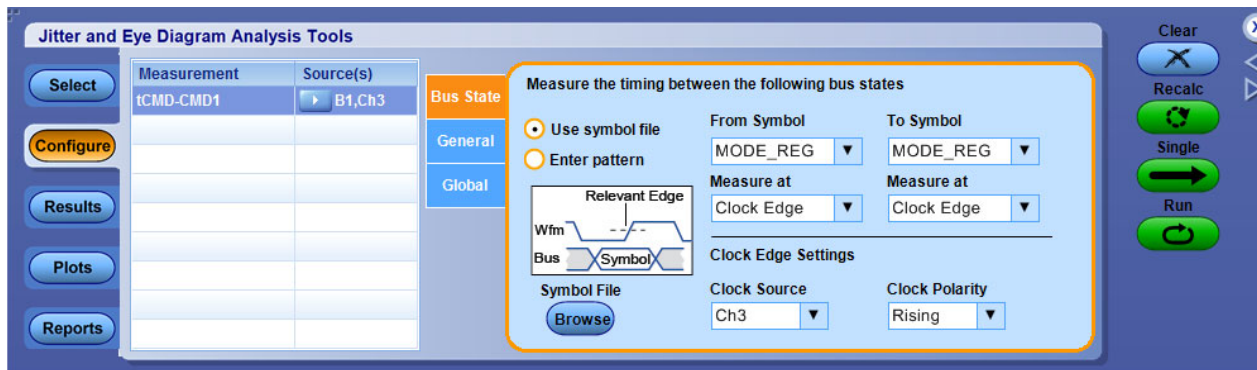 Jitter and Eye Diagram Analysis Tools
Select
Configure
Results
Plots
Reports
Measurement Source(s)
tCMD-CMD1 B1,Ch3
Bus State
General
Global
Measure the timing between the following bus states
Use symbol file
Enter pattern
Relevant Edge
Wfm
Bus Symbol
Symbol File
Browse
From Symbol To Symbol
MODE_REG MODE_REG
Measure at Measure at
Clock Edge Clock Edge
Clock Edge Settings
Clock Source Clock Polarity
Ch3 Rising
Clear
Recalc
Single
Run